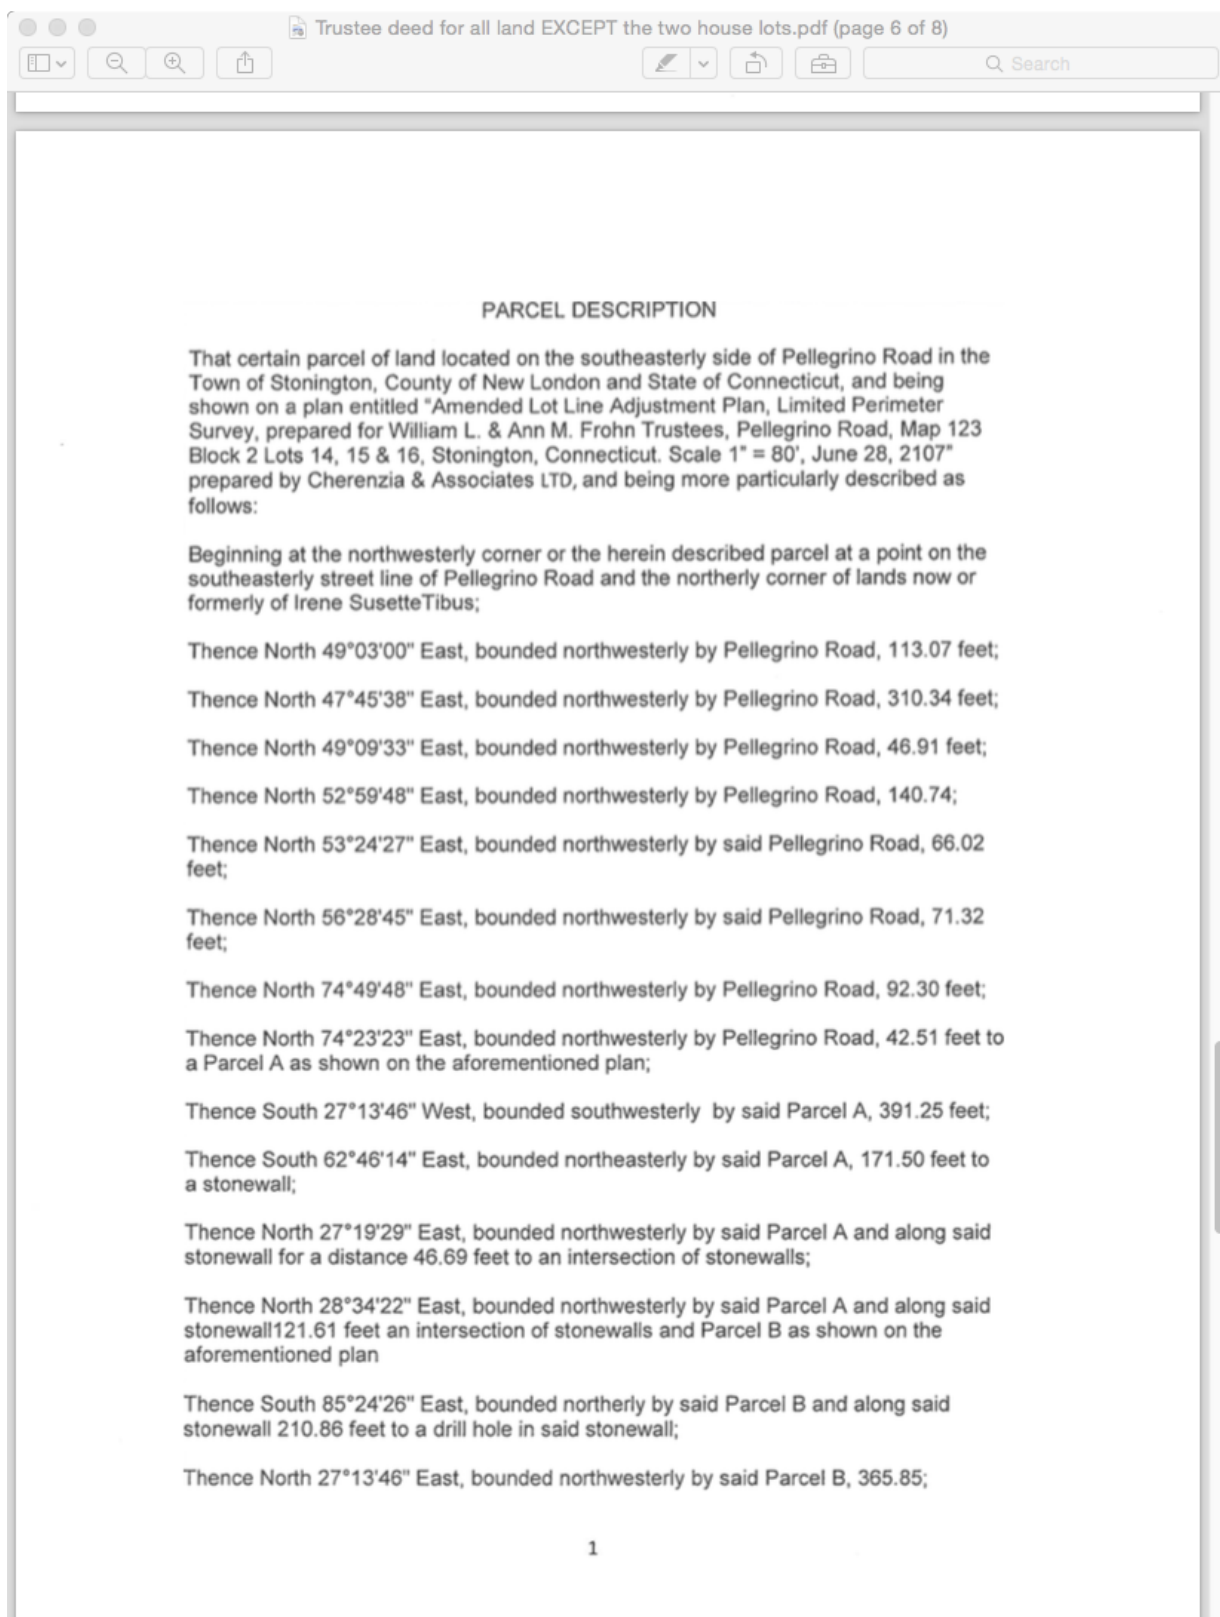 Trustee deed for all land EXCEPT the two house lots.pdf (page 6 of 8)
Search
PARCEL DESCRIPTION
That certain parcel of land located on the southeasterly side of Pellegrino Road in the
Town of Stonington, County of New London and State of Connecticut, and being
shown on a plan entitled "Amended Lot Line Adjustment Plan, Limited Perimeter
Survey, prepared for William L. & Ann M. Frohn Trustees, Pellegrino Road, Map 123
Block 2 Lots 14, 15 & 16, Stonington, Connecticut. Scale 1" = 80', June 28, 2107"
prepared by Cherenzia & Associates LTD, and being more particularly described as
follows:
Beginning at the northwesterly corner or the herein described parcel at a point on the
southeasterly street line of Pellegrino Road and the northerly corner of lands now or
formerly of Irene SusetteTibus;
Thence North 49°03'00" East, bounded northwesterly by Pellegrino Road, 113.07 feet;
Thence North 47°45'38" East, bounded northwesterly by Pellegrino Road, 310.34 feet;
Thence North 49°09'33" East, bounded northwesterly by Pellegrino Road, 46.91 feet;
Thence North 52°59'48" East, bounded northwesterly by Pellegrino Road, 140.74;
Thence North 53°24'27" East, bounded northwesterly by said Pellegrino Road, 66.02
feet;
Thence North 56°28'45" East, bounded northwesterly by said Pellegrino Road, 71.32
feet;
Thence North 74°49'48" East, bounded northwesterly by Pellegrino Road, 92.30 feet;
Thence North 74°23'23" East, bounded northwesterly by Pellegrino Road, 42.51 feet to
a Parcel A as shown on the aforementioned plan;
Thence South 27°13'46" West, bounded southwesterly  by said Parcel A, 391.25 feet;
Thence South 62°46'14" East, bounded northeasterly by said Parcel A, 171.50 feet to
a stonewall;
Thence North 27°19'29" East, bounded northwesterly by said Parcel A and along said
stonewall for a distance 46.69 feet to an intersection of stonewalls;
Thence North 28°34'22" East, bounded northwesterly by said Parcel A and along said
stonewall121.61 feet an intersection of stonewalls and Parcel B as shown on the
aforementioned plan
Thence South 85°24'26" East, bounded northerly by said Parcel B and along said
stonewall 210.86 feet to a drill hole in said stonewall;
Thence North 27°13'46" East, bounded northwesterly by said Parcel B, 365.85;
1